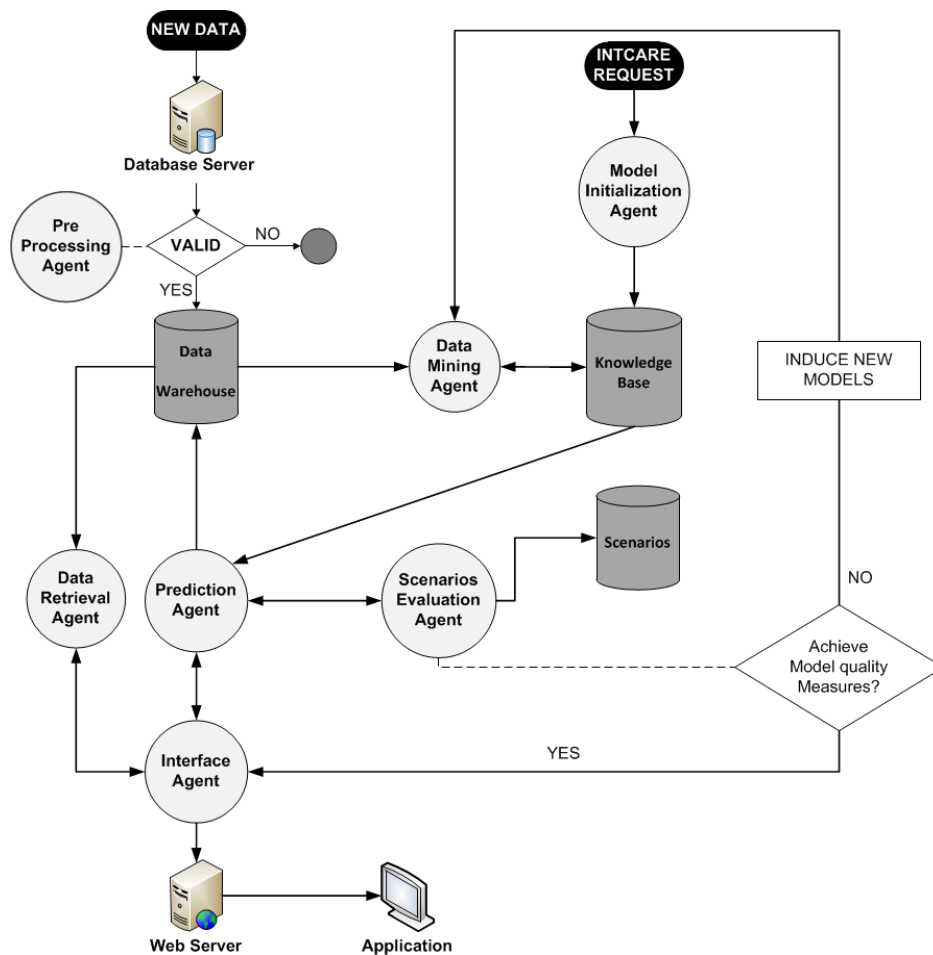 NEW DATA
INTCARE
REQUEST
Database Server
Model
Initialization
Agent
Pre
Processing
Agent
VALID
NO
YES
Data
Warehouse
Data
Mining
Agent
Knowledge
Base
INDUCE NEW
MODELS
Scenarios
Data
Retrieval
Agent
Prediction
Agent
Scenarios
Evaluation
Agent
NO
Achieve
Model quality
Measures?
Interface
Agent
YES
Web Server
Application